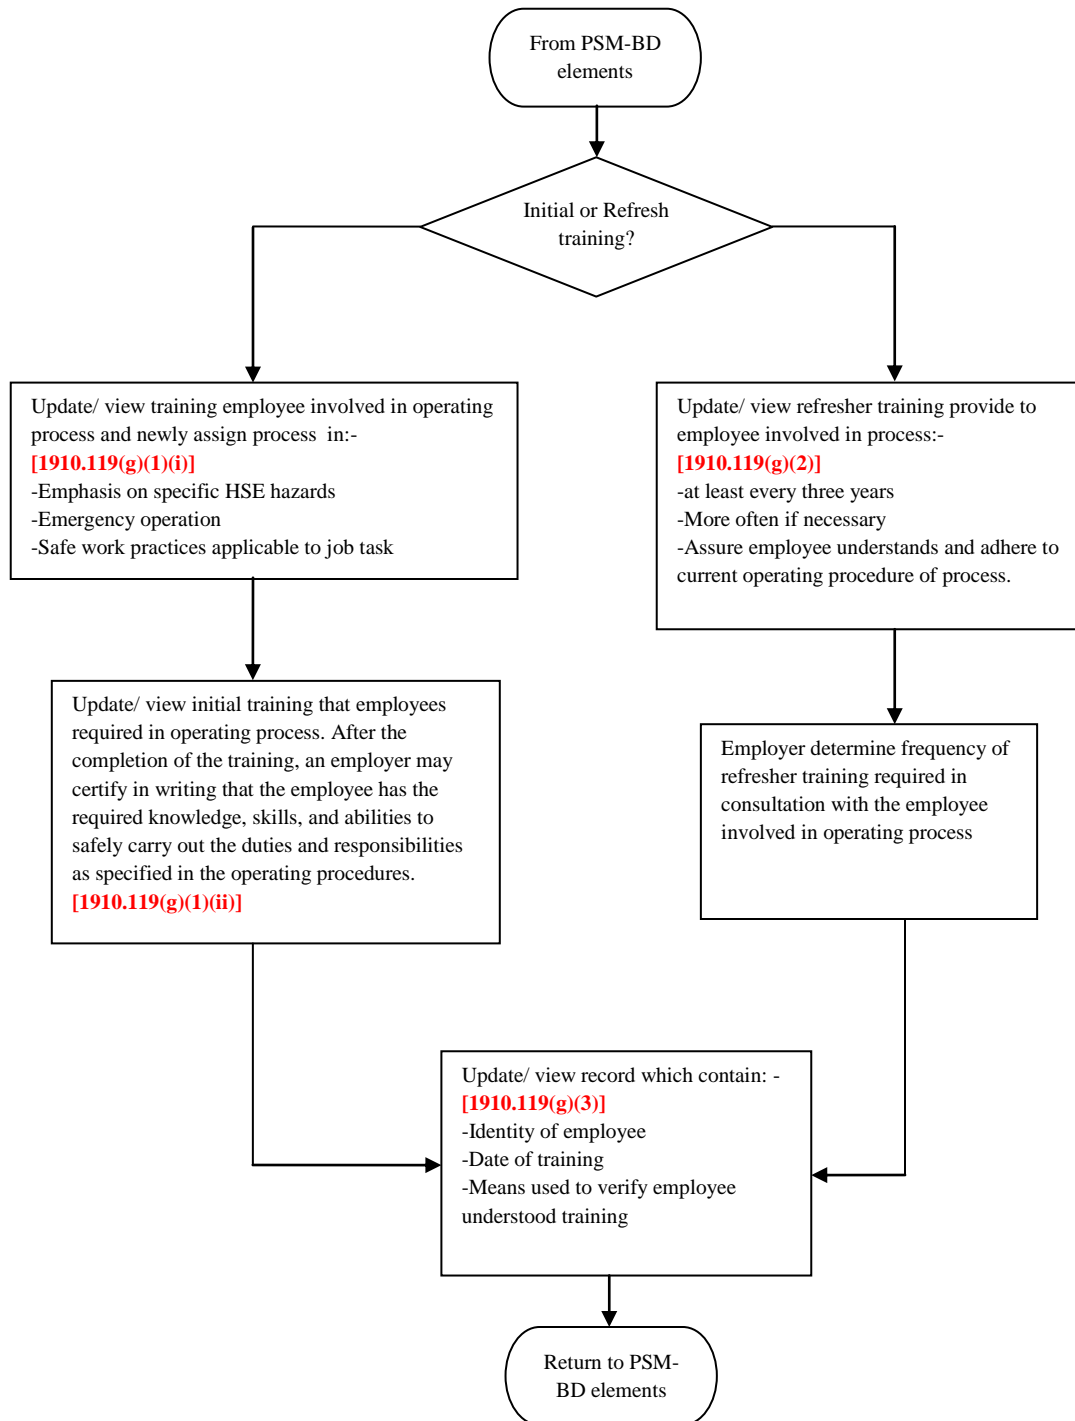 From PSM-BD
elements
Initial or Refresh
training?
Update/ view training employee involved in operating
process and newly assign process  in:-
[1910.119(g)(1)(i)]
-Emphasis on specific HSE hazards
-Emergency operation
-Safe work practices applicable to job task
Update/ view refresher training provide to
employee involved in process:-
[1910.119(g)(2)]
-at least every three years
-More often if necessary
-Assure employee understands and adhere to
current operating procedure of process.
Update/ view initial training that employees
required in operating process. After the
completion of the training, an employer may
certify in writing that the employee has the
required knowledge, skills, and abilities to
safely carry out the duties and responsibilities
as specified in the operating procedures.
[1910.119(g)(1)(ii)]
Employer determine frequency of
refresher training required in
consultation with the employee
involved in operating process
Update/ view record which contain: -
[1910.119(g)(3)]
-Identity of employee
-Date of training
-Means used to verify employee
understood training
Return to PSM-
BD elements